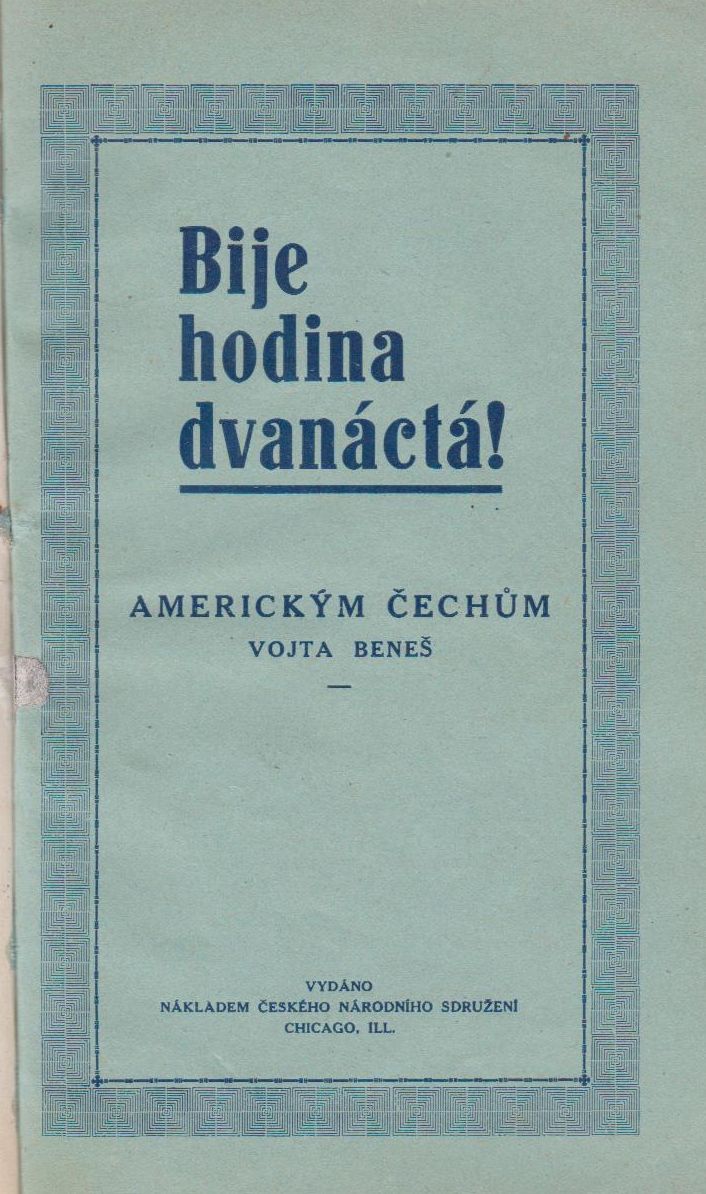 Bije
hodina
dvanáctá!
AMERICKÝM ČECHŮM
VOJTA BENEŠ
VYDÁNO
NÁKLADEM ČESKÉHO NÁRODNÍHO SDRUŽENÍ
CHICAGO, ILL.